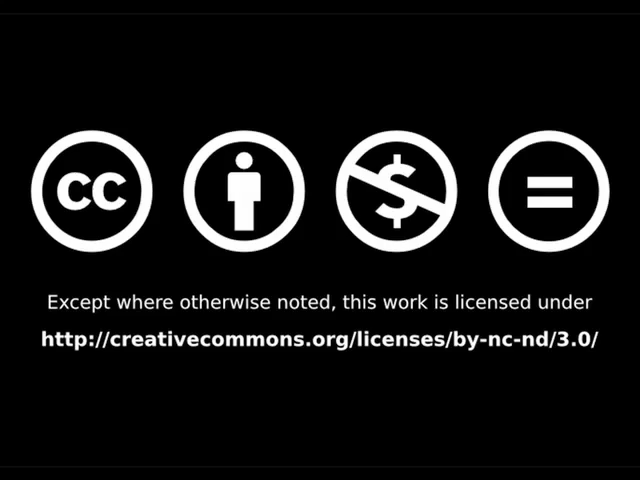 cc
$
=
Except where otherwise noted, this work is licensed under
http://creativecommons.org/licenses/by-nc-nd/3.0/